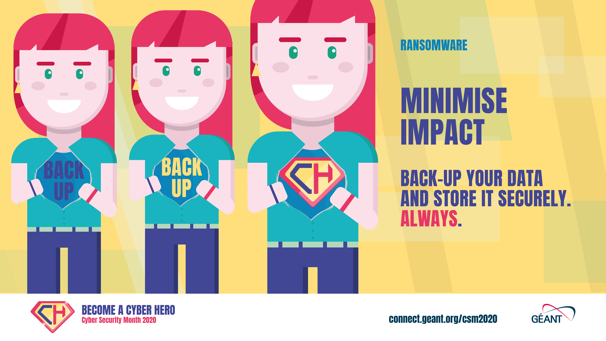 BACK
UP
BACK
UP
CH
RANSOMWARE
MINIMISE
IMPACT
BACK-UP YOUR DATA
AND STORE IT SECURELY.
ALWAYS.
CH
BECOME A CYBER HERO
Cyber Security Month 2020
connect.geant.org/csm2020
GÉANT